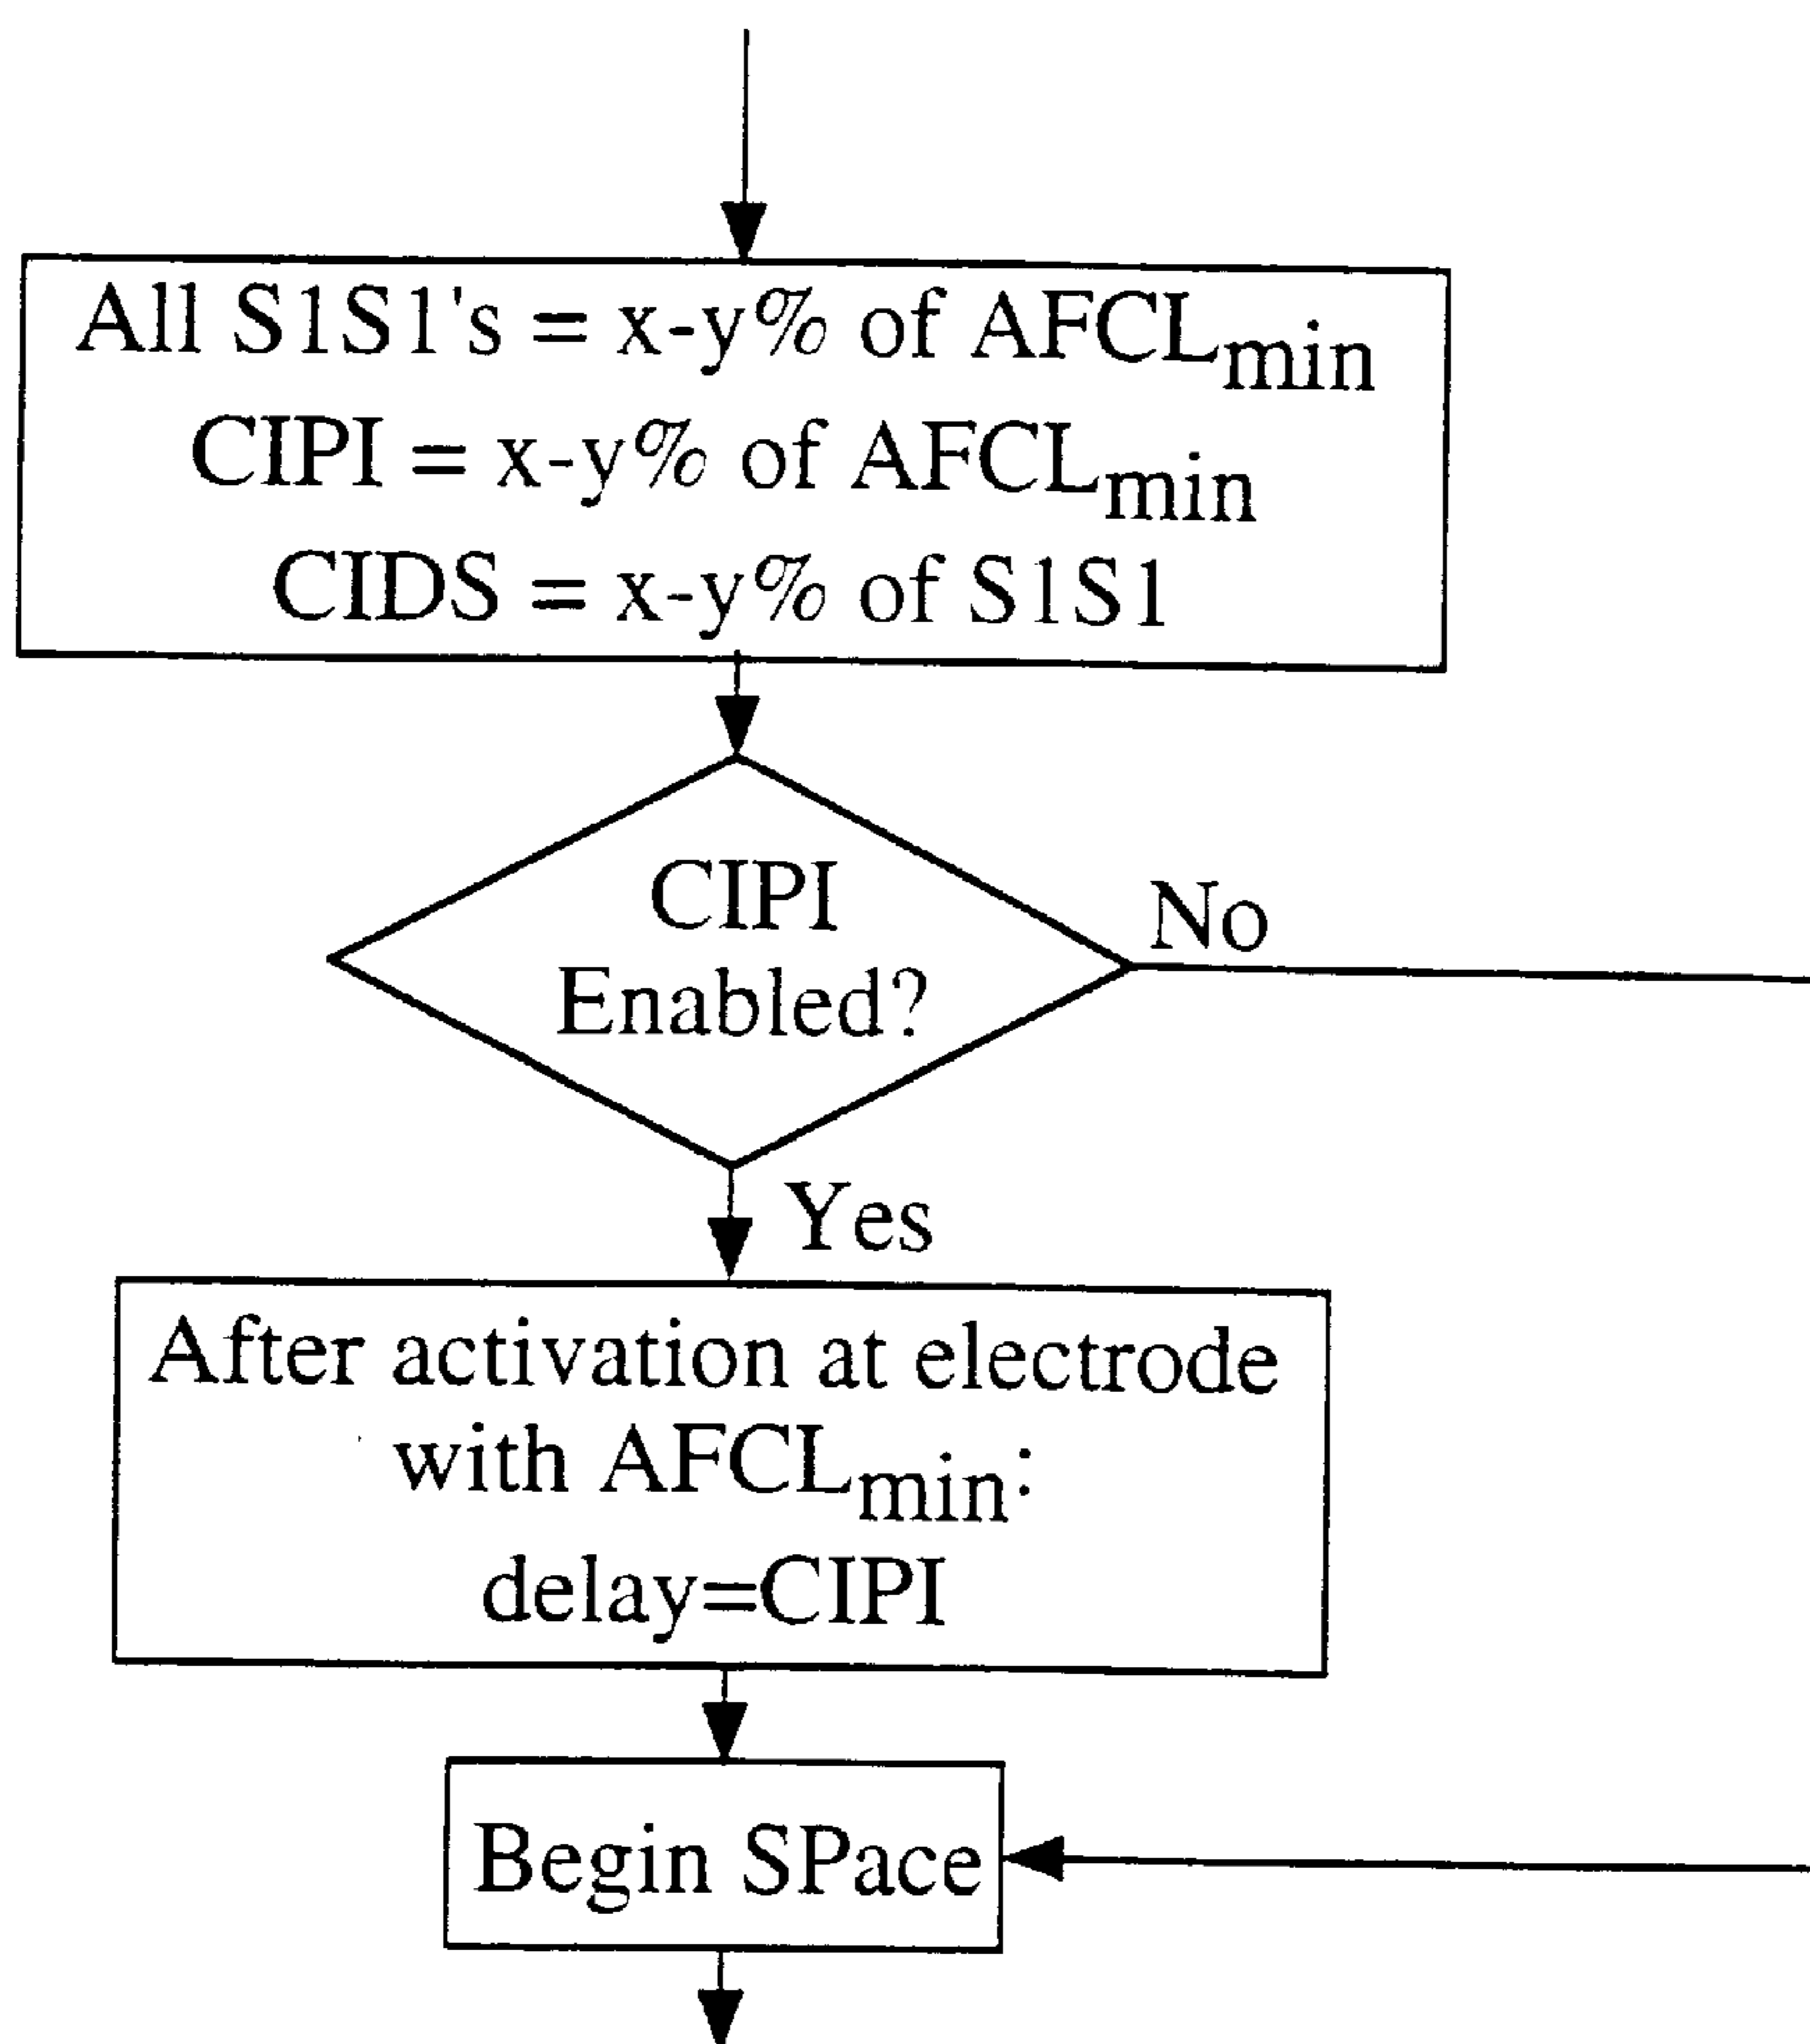 All S1S1's = x-y% of AFCLmin
CIPI = x-y% of AFCLmin
CIDS = x-y% of S1S1
CIPI
Enabled?
No
Yes
After activation at electrode
with AFCLmin:
delay=CIPI
Begin SPace